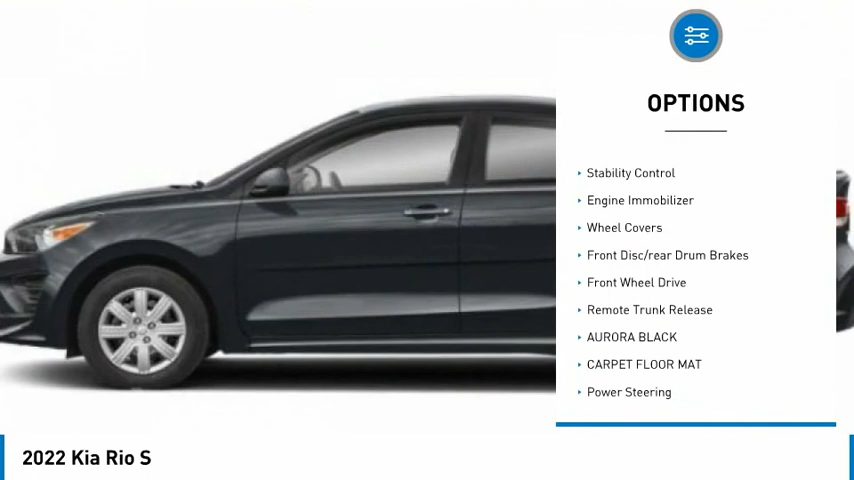 OPTIONS
Stability Control
Engine Immobilizer
Wheel Covers
Front Disc/rear Drum Brakes
Front Wheel Drive
Remote Trunk Release
AURORA BLACK
CARPET FLOOR MAT
Power Steering
2022 Kia Rio S